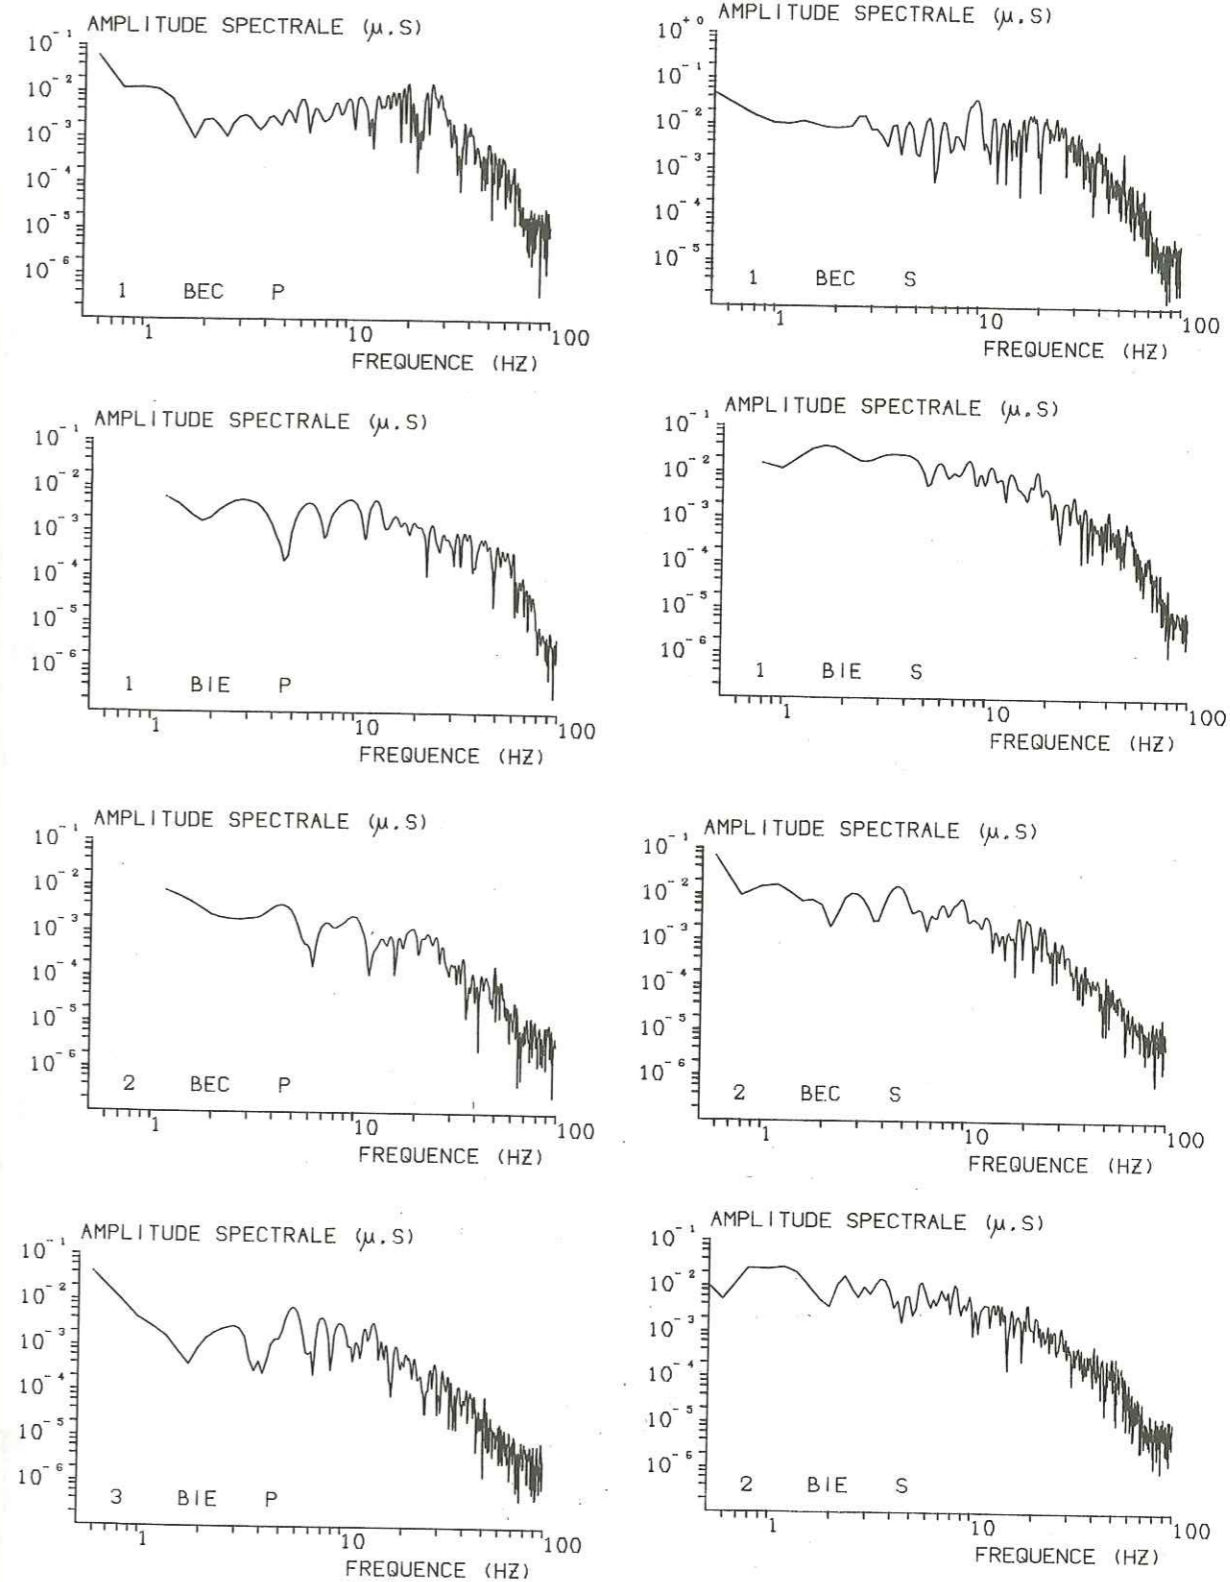 AMPLITUDE SPECTRALE (μ.S)
10⁻¹
10⁻²
10⁻³
10⁻⁴
10⁻⁵
10⁻⁶
1 BEC P
1 10 100
FREQUENCE (HZ)
AMPLITUDE SPECTRALE (μ.S)
10⁺⁰
10⁻¹
10⁻²
10⁻³
10⁻⁴
10⁻⁵
1 BEC S
1 10 100
FREQUENCE (HZ)
AMPLITUDE SPECTRALE (μ.S)
10⁻¹
10⁻²
10⁻³
10⁻⁴
10⁻⁵
10⁻⁶
1 BIE P
1 10 100
FREQUENCE (HZ)
AMPLITUDE SPECTRALE (μ.S)
10⁻¹
10⁻²
10⁻³
10⁻⁴
10⁻⁵
10⁻⁶
1 BIE S
1 10 100
FREQUENCE (HZ)
AMPLITUDE SPECTRALE (μ.S)
10⁻¹
10⁻²
10⁻³
10⁻⁴
10⁻⁵
10⁻⁶
2 BEC P
1 10 100
FREQUENCE (HZ)
AMPLITUDE SPECTRALE (μ.S)
10⁻¹
10⁻²
10⁻³
10⁻⁴
10⁻⁵
10⁻⁶
2 BEC S
1 10 100
FREQUENCE (HZ)
AMPLITUDE SPECTRALE (μ.S)
10⁻¹
10⁻²
10⁻³
10⁻⁴
10⁻⁵
10⁻⁶
3 BIE P
1 10 100
FREQUENCE (HZ)
AMPLITUDE SPECTRALE (μ.S)
10⁻¹
10⁻²
10⁻³
10⁻⁴
10⁻⁵
10⁻⁶
2 BIE S
1 10 100
FREQUENCE (HZ)